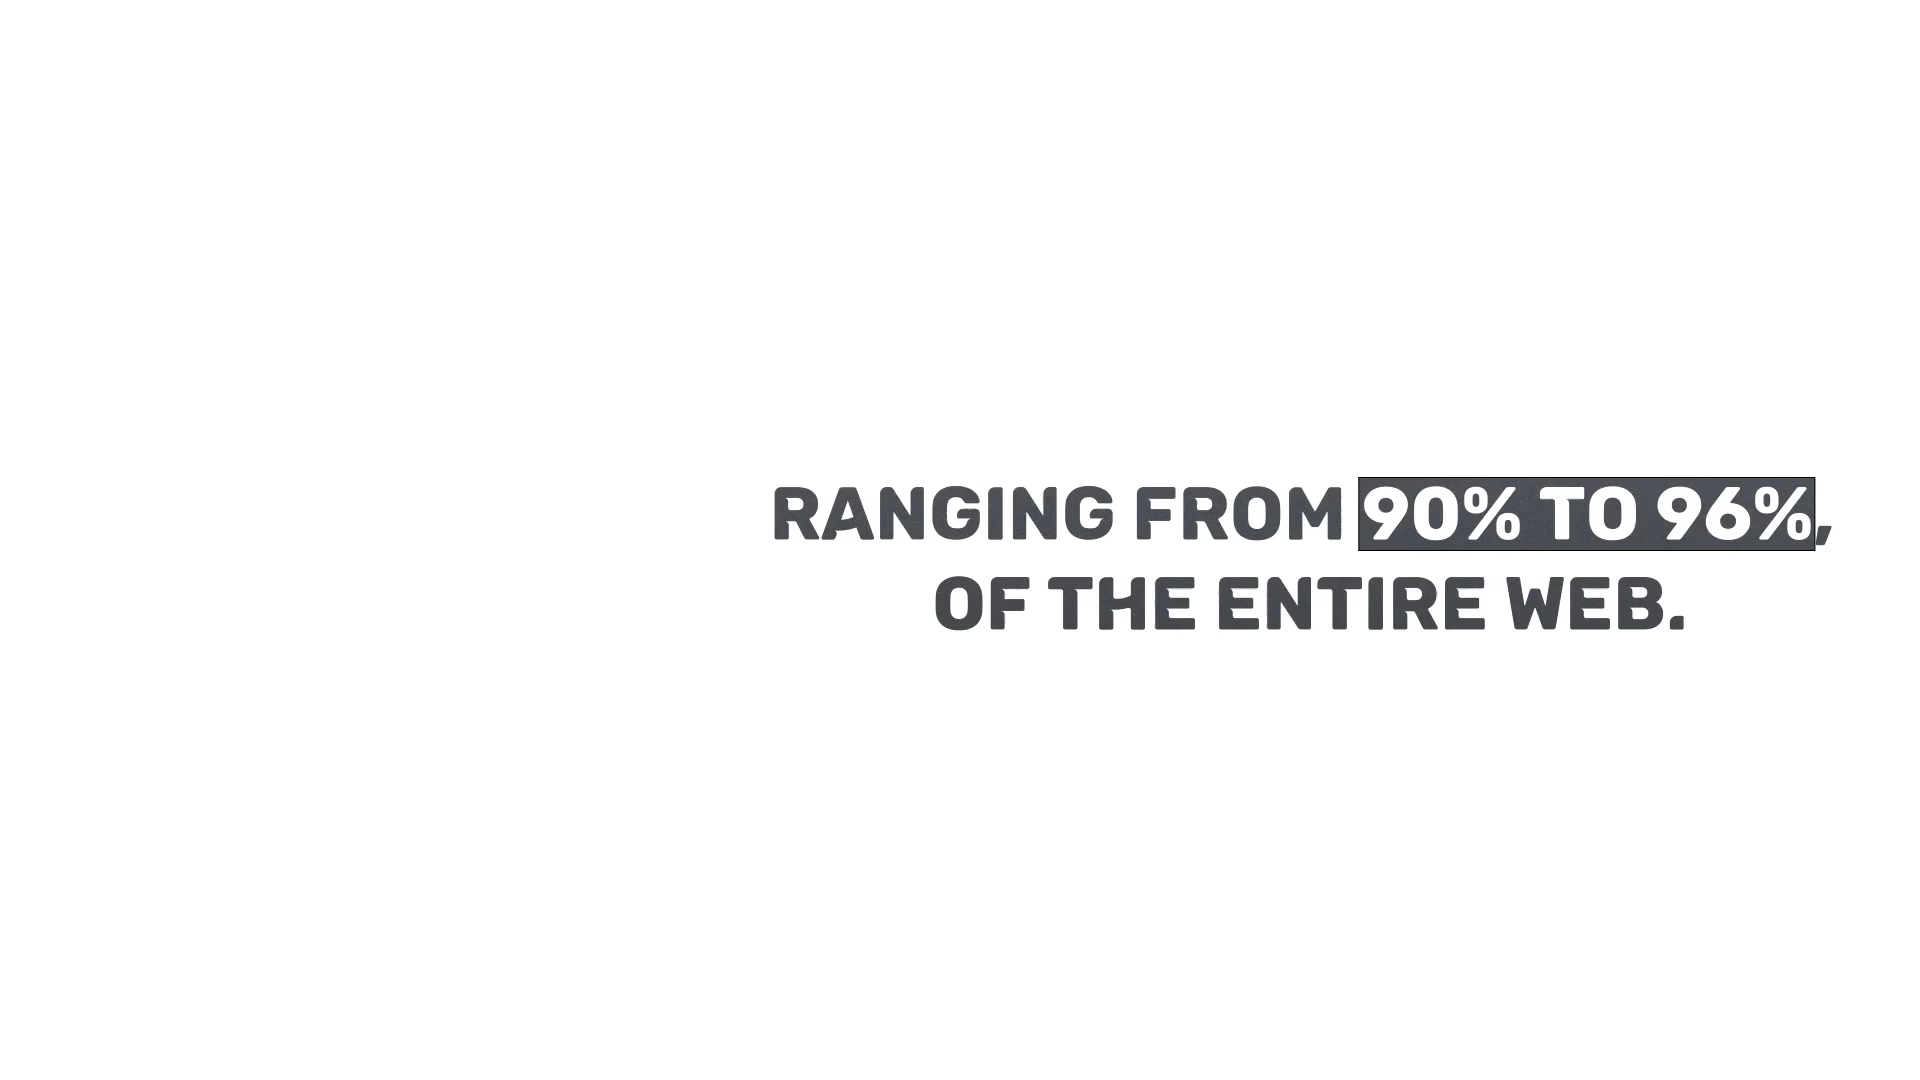 RANGING FROM 90% TO 96%,
OF THE ENTIRE WEB.